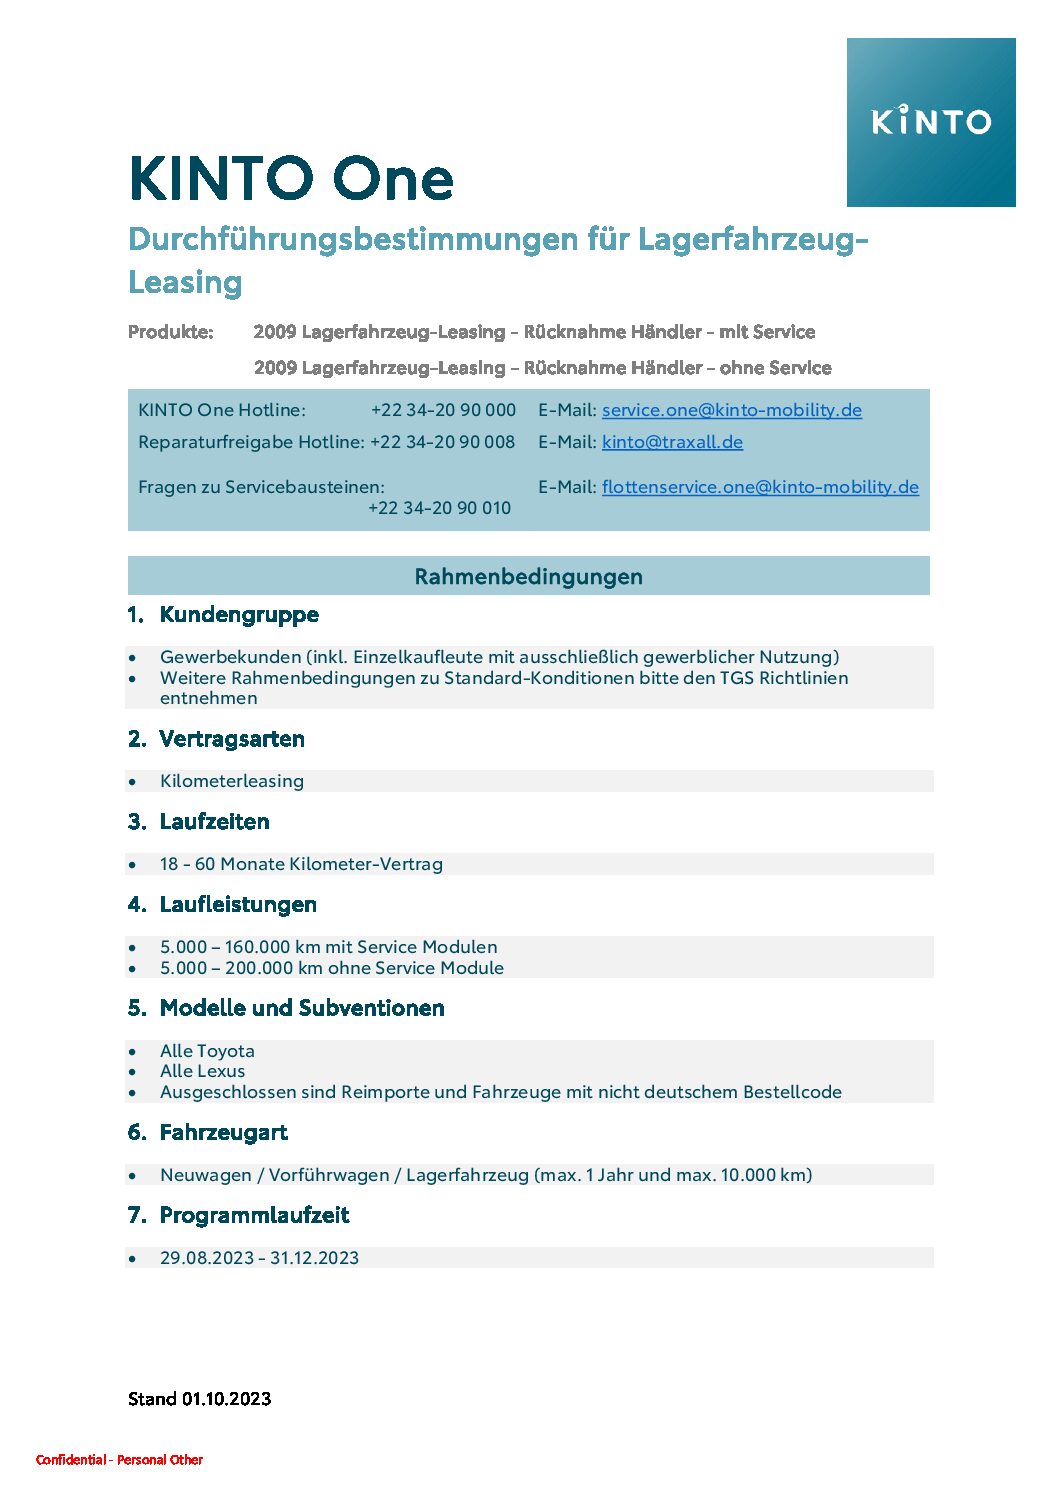 KINTO
KINTO One
Durchführungsbestimmungen für Lagerfahrzeug-
Leasing
Produkte: 2009 Lagerfahrzeug-Leasing – Rücknahme Händler – mit Service
2009 Lagerfahrzeug-Leasing – Rücknahme Händler – ohne Service
KINTO One Hotline: +22 34-20 90 000 E-Mail: service.one@kinto-mobility.de
Reparaturfreigabe Hotline: +22 34-20 90 008 E-Mail: kinto@traxall.de
Fragen zu Servicebausteinen: E-Mail: flottenservice.one@kinto-mobility.de
+22 34-20 90 010
Rahmenbedingungen
1. Kundengruppe
• Gewerbekunden (inkl. Einzelkaufleute mit ausschließlich gewerblicher Nutzung)
• Weitere Rahmenbedingungen zu Standard-Konditionen bitte den TGS Richtlinien
entnehmen
2. Vertragsarten
• Kilometerleasing
3. Laufzeiten
• 18 - 60 Monate Kilometer-Vertrag
4. Laufleistungen
• 5.000 – 160.000 km mit Service Modulen
• 5.000 – 200.000 km ohne Service Module
5. Modelle und Subventionen
• Alle Toyota
• Alle Lexus
• Ausgeschlossen sind Reimporte und Fahrzeuge mit nicht deutschem Bestellcode
6. Fahrzeugart
• Neuwagen / Vorführwagen / Lagerfahrzeug (max. 1 Jahr und max. 10.000 km)
7. Programmlaufzeit
• 29.08.2023 - 31.12.2023
Stand 01.10.2023
Confidential - Personal Other